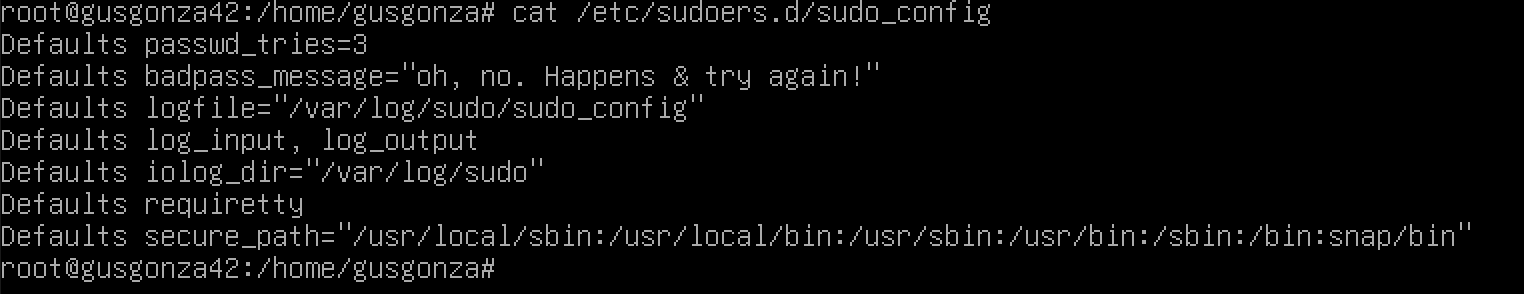 root@gusgonza42:/home/gusgonza# cat /etc/sudoers.d/sudo_config
Defaults passwd_tries=3
Defaults badpass_message="oh, no. Happens & try again!"
Defaults logfile="/var/log/sudo/sudo_config"
Defaults log_input, log_output
Defaults iolog_dir="/var/log/sudo"
Defaults requiretty
Defaults secure_path="/usr/local/sbin:/usr/local/bin:/usr/sbin:/usr/bin:/sbin:/bin:snap/bin"
root@gusgonza42:/home/gusgonza#